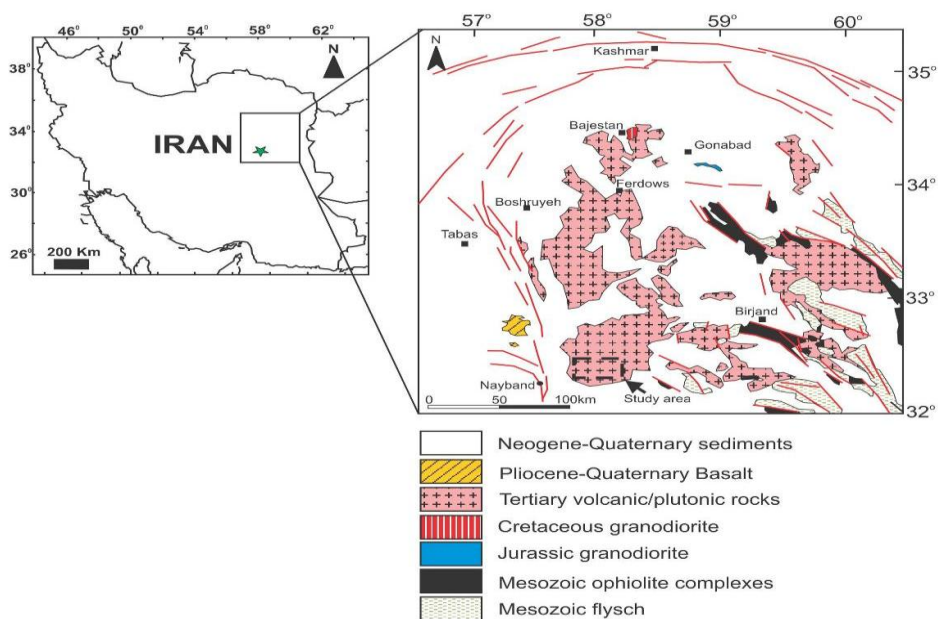 46° 50° 54° 58° 62°
N
38°
34°
30°
26°
IRAN
200 Km
57° 58° 59° 60°
N
Kashmar
35°
Bajestan
Gonabad
34°
Ferdows
Boshruyeh
Tabas
33°
Birjand
Nayband
0 50 100km
Study area
32°
Neogene-Quaternary sediments
Pliocene-Quaternary Basalt
Tertiary volcanic/plutonic rocks
Cretaceous granodiorite
Jurassic granodiorite
Mesozoic ophiolite complexes
Mesozoic flysch